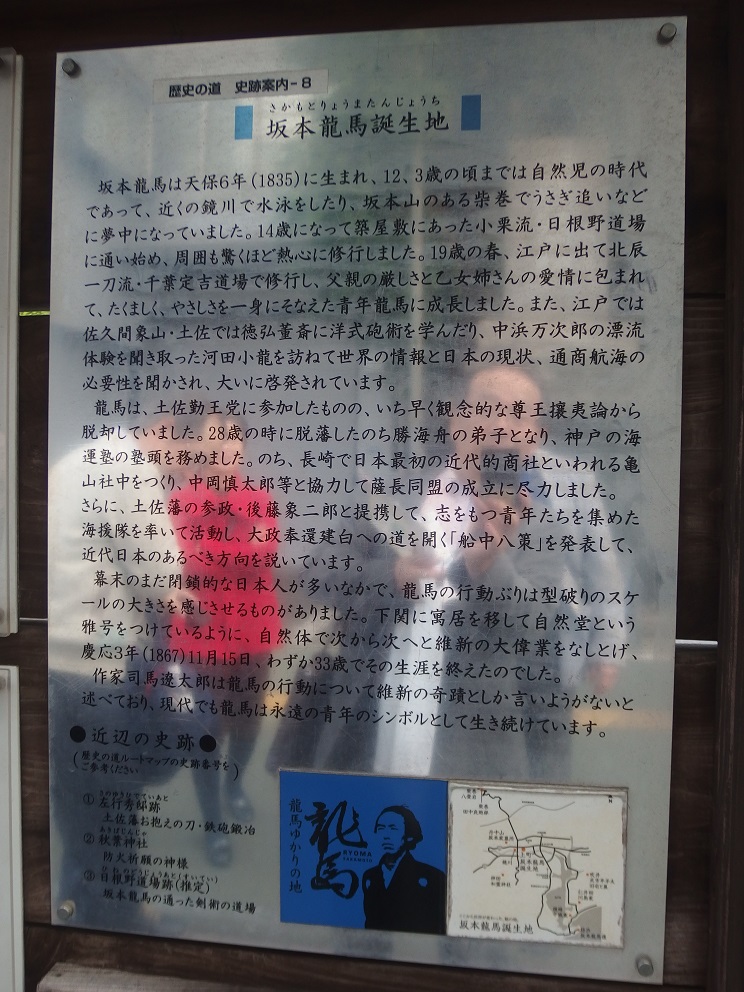 歴史の道　史跡案内-8
さかもとりょうまたんじょうち
坂本龍馬誕生地
坂本龍馬は天保6年(1835)に生まれ、12、3歳の頃までは自然児の時代
であって、近くの鏡川で水泳をしたり、坂本山のある柴巻でうさぎ追いなど
に夢中になっていました。14歳になって築屋敷にあった小栗流・日根野道場
に通い始め、周囲も驚くほど熱心に修行しました。19歳の春、江戸に出て北辰
一刀流・千葉定吉道場で修行し、父親の厳しさと乙女姉さんの愛情に包まれ
て、たくましく、やさしさを一身にそなえた青年龍馬に成長しました。また、江戸では
佐久間象山・土佐では徳弘董斎に洋式砲術を学んだり、中浜万次郎の漂流
体験を聞き取った河田小龍を訪ねて世界の情報と日本の現状、通商航海の
必要性を聞かされ、大いに啓発されています。
龍馬は、土佐勤王党に参加したものの、いち早く観念的な尊王攘夷論から
脱却していました。28歳の時に脱藩したのち勝海舟の弟子となり、神戸の海
軍塾の塾頭を務めました。のち、長崎で日本最初の近代的商社といわれる亀
山社中をつくり、中岡慎太郎等と協力して薩長同盟の成立に尽力しました。
さらに、土佐藩の参政・後藤象二郎と提携して、志をもつ青年たちを集めた
海援隊を率いて活動し、大政奉還建白への道を開く「船中八策」を発表して、
近代日本のあるべき方向を説いています。
幕末のまだ閉鎖的な日本人が多いなかで、龍馬の行動ぶりは型破りのスケ
ールの大きさを感じさせるものがありました。下関に寓居を移して自然堂という
雅号をつけているように、自然体で次から次へと維新の大偉業をなしとげ、
慶応3年(1867)11月15日、わずか33歳でその生涯を終えたのでした。
作家司馬遼太郎は龍馬の行動について維新の奇蹟としか言いようがないと
述べており、現代でも龍馬は永遠の青年のシンボルとして生き続けています。
●近辺の史跡●
(歴史の道ルートマップの史跡番号を
ご参考ください)
①左行秀邸跡
土佐藩お抱えの刀・鉄砲鍛冶
あきばじんじゃ
②秋葉神社
防火祈願の神様
③日根野道場跡(推定)
坂本龍馬の通った剣術の道場
龍馬ゆかりの地
龍馬
RYOMA
SAKAMOTO
坂本龍馬誕生地